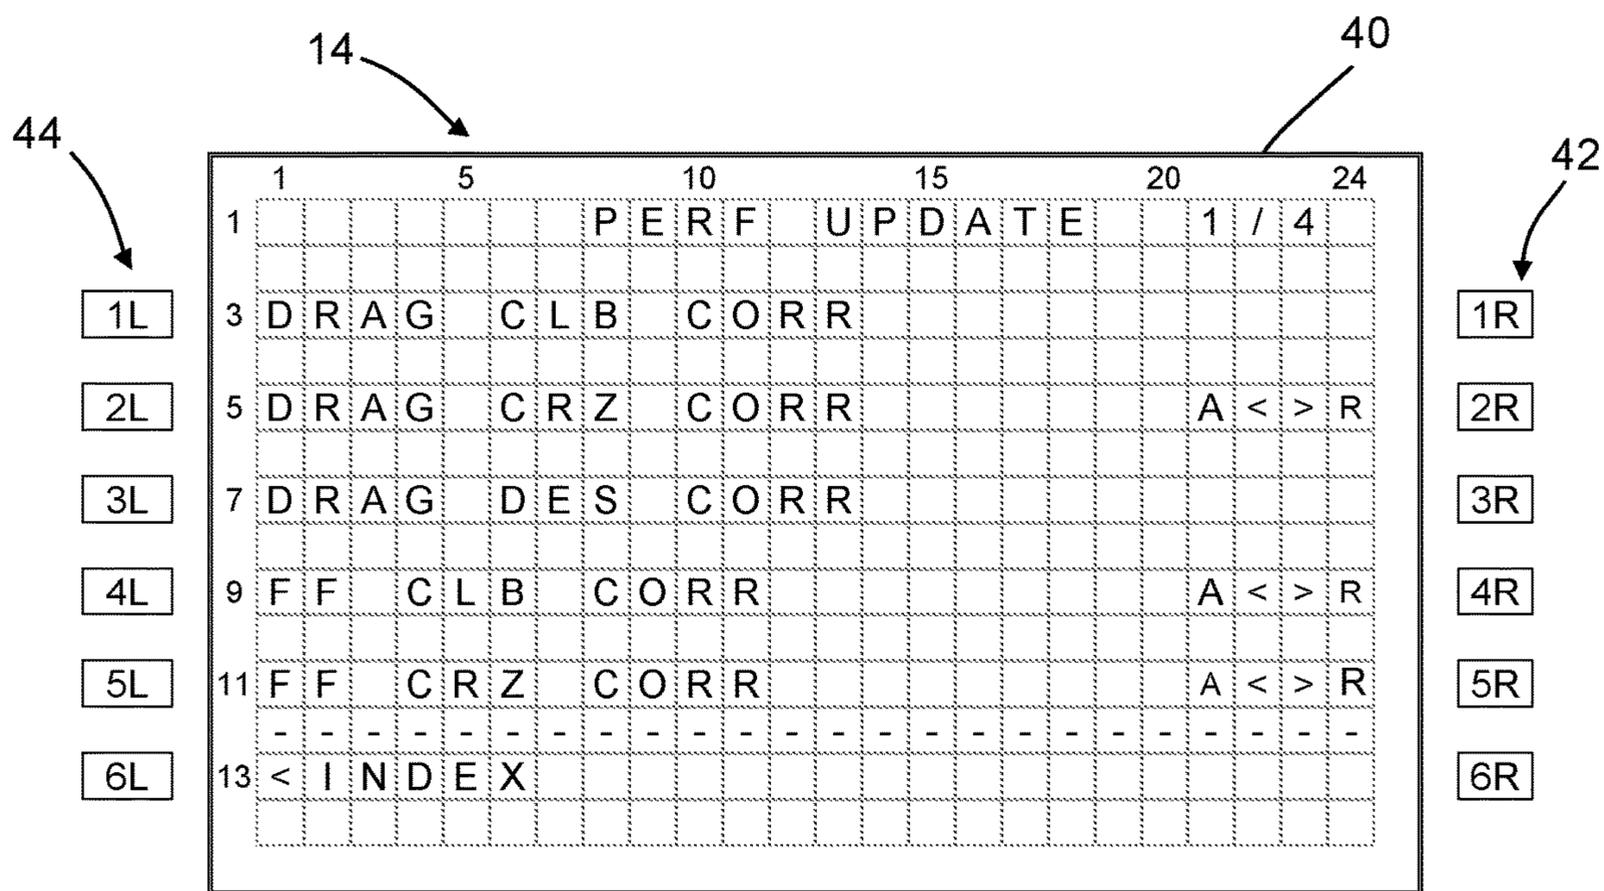 14
40
44
42
1 5 10 15 20 24
1 PERF UPDATE 1/4
1L 3 DRAG CLB CORR 1R
2L 5 DRAG CRZ CORR A<>R 2R
3L 7 DRAG DES CORR 3R
4L 9 FF CLB CORR A<>R 4R
5L 11 FF CRZ CORR A<>R 5R
- - - - - - - - - - - - - - - - - - - - - - - -
6L 13 <INDEX 6R